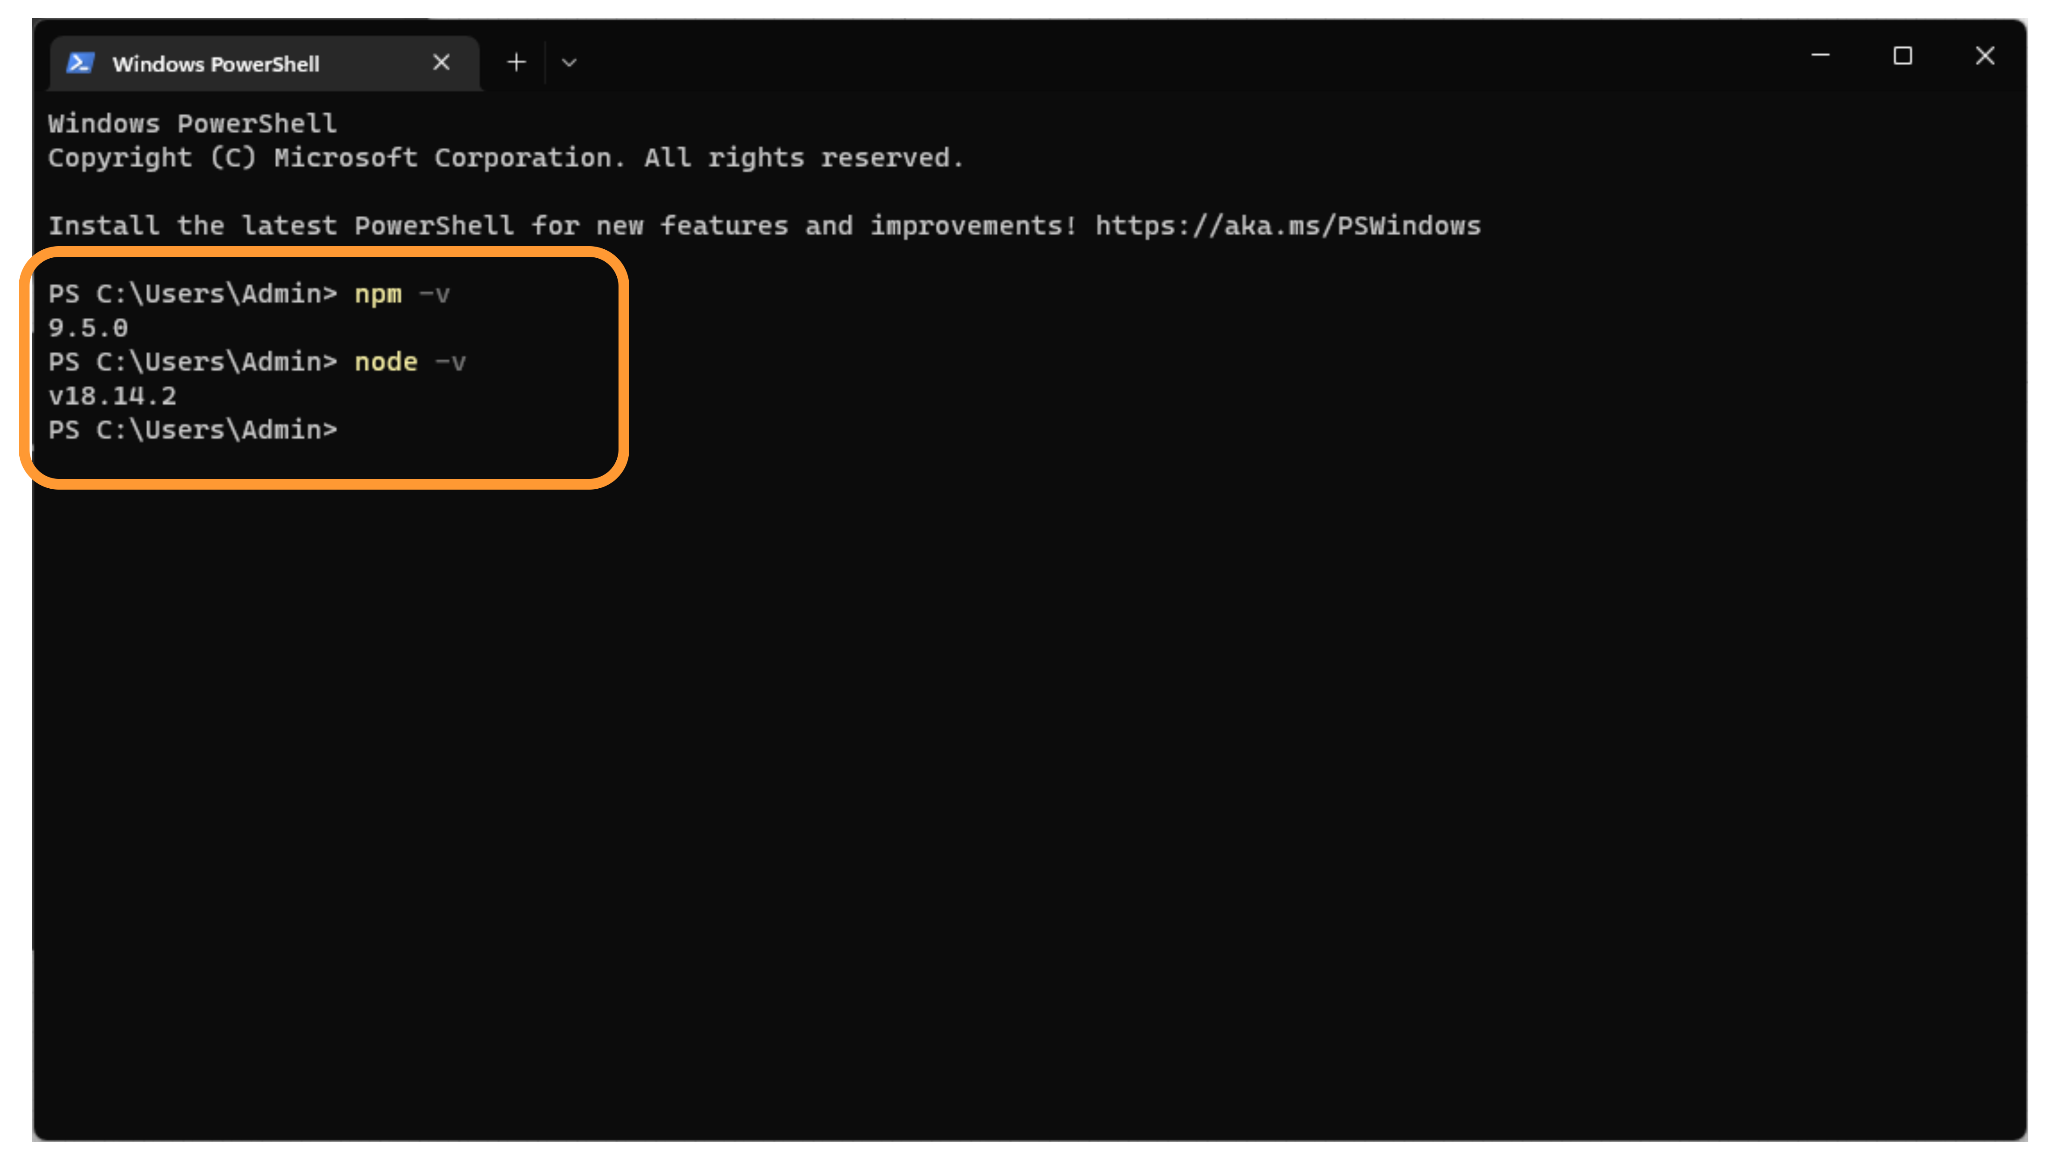 Windows PowerShell
Windows PowerShell
Copyright (C) Microsoft Corporation. All rights reserved.
Install the latest PowerShell for new features and improvements! https://aka.ms/PSWindows
PS C:\Users\Admin> npm -v
9.5.0
PS C:\Users\Admin> node -v
v18.14.2
PS C:\Users\Admin>